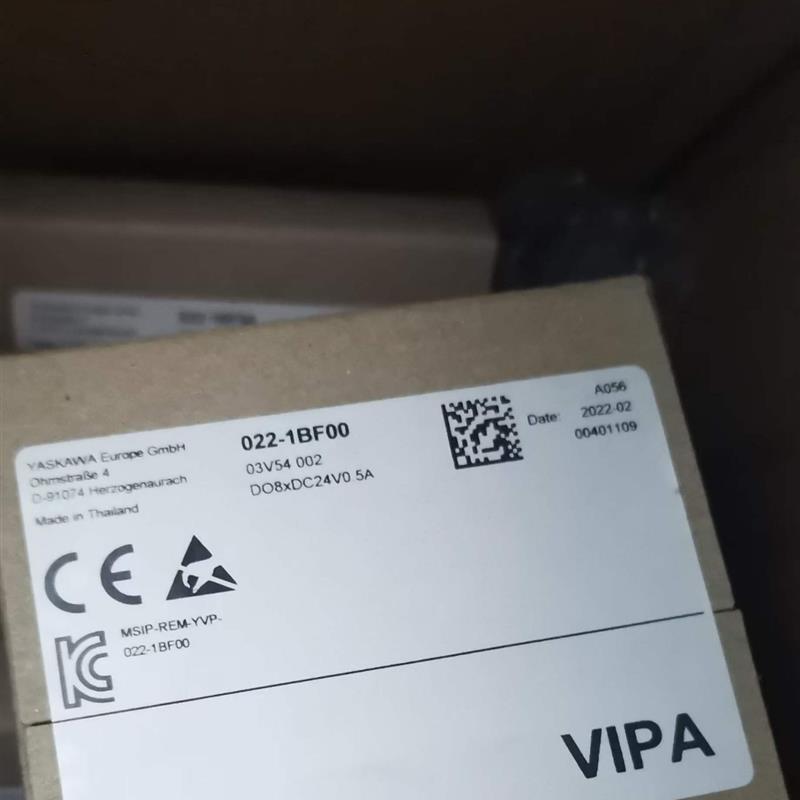 YASKAWA Europe GmbH
Ohmstraße 4
D-91074 Herzogenaurach
Made in Thailand
022-1BF00
03V54 002
DO8xDC24V0.5A
A056
Date: 2022-02
00401109
CE
MSIP-REM-YVP-
022-1BF00
VIPA